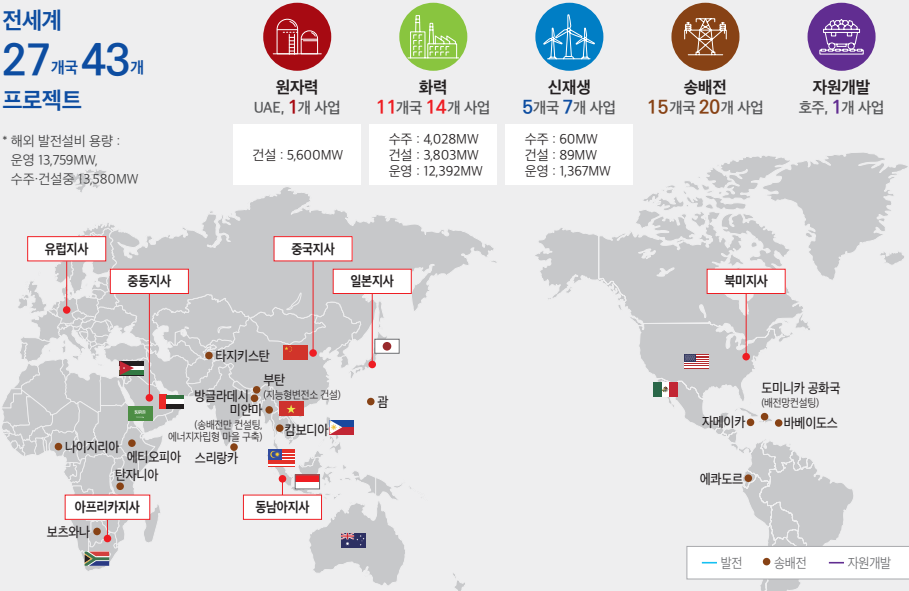 전세계
27개국 43개
프로젝트
* 해외 발전설비 용량 :
운영 13,759MW,
수주·건설중 13,580MW
원자력
UAE, 1개 사업
건설 : 5,600MW
화력
11개국 14개 사업
수주 : 4,028MW
건설 : 3,803MW
운영 : 12,392MW
신재생
5개국 7개 사업
수주 : 60MW
건설 : 89MW
운영 : 1,367MW
송배전
15개국 20개 사업
자원개발
호주, 1개 사업
유럽지사
중동지사
중국지사
일본지사
북미지사
타지키스탄
부탄
(지능형변전소 건설)
방글라데시
미얀마
(송배전만 컨설팅,
에너지자립형 마을 구축)
캄보디아
스리랑카
괌
나이지리아
에티오피아
탄자니아
아프리카지사
보츠와나
동남아지사
도미니카 공화국
(배전망컨설팅)
자메이카
바베이도스
에콰도르
발전
송배전
자원개발